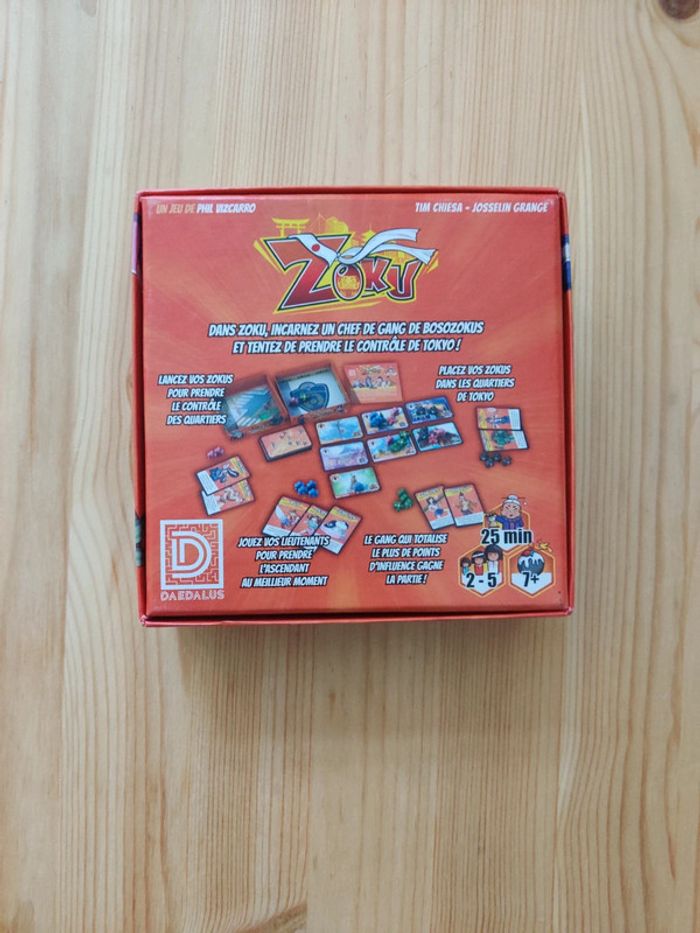 UN JEU DE PHIL VIZCARRO
TIM CHIESA - JOSSELIN GRANGE
ZOKU
DANS ZOKU, INCARNEZ UN CHEF DE GANG DE BOSOZOKUS
ET TENTEZ DE PRENDRE LE CONTRÔLE DE TOKYO !
LANCEZ VOS ZOKUS
POUR PRENDRE
LE CONTRÔLE
DES QUARTIERS
PLACEZ VOS ZOKUS
DANS LES QUARTIERS
DE TOKYO
JOUEZ VOS LIEUTENANTS
POUR PRENDRE
L'ASCENDANT
AU MEILLEUR MOMENT
LE GANG QUI TOTALISE
LE PLUS DE POINTS
D'INFLUENCE GAGNE
LA PARTIE !
D
DAEDALUS
25 min
2 - 5
7+